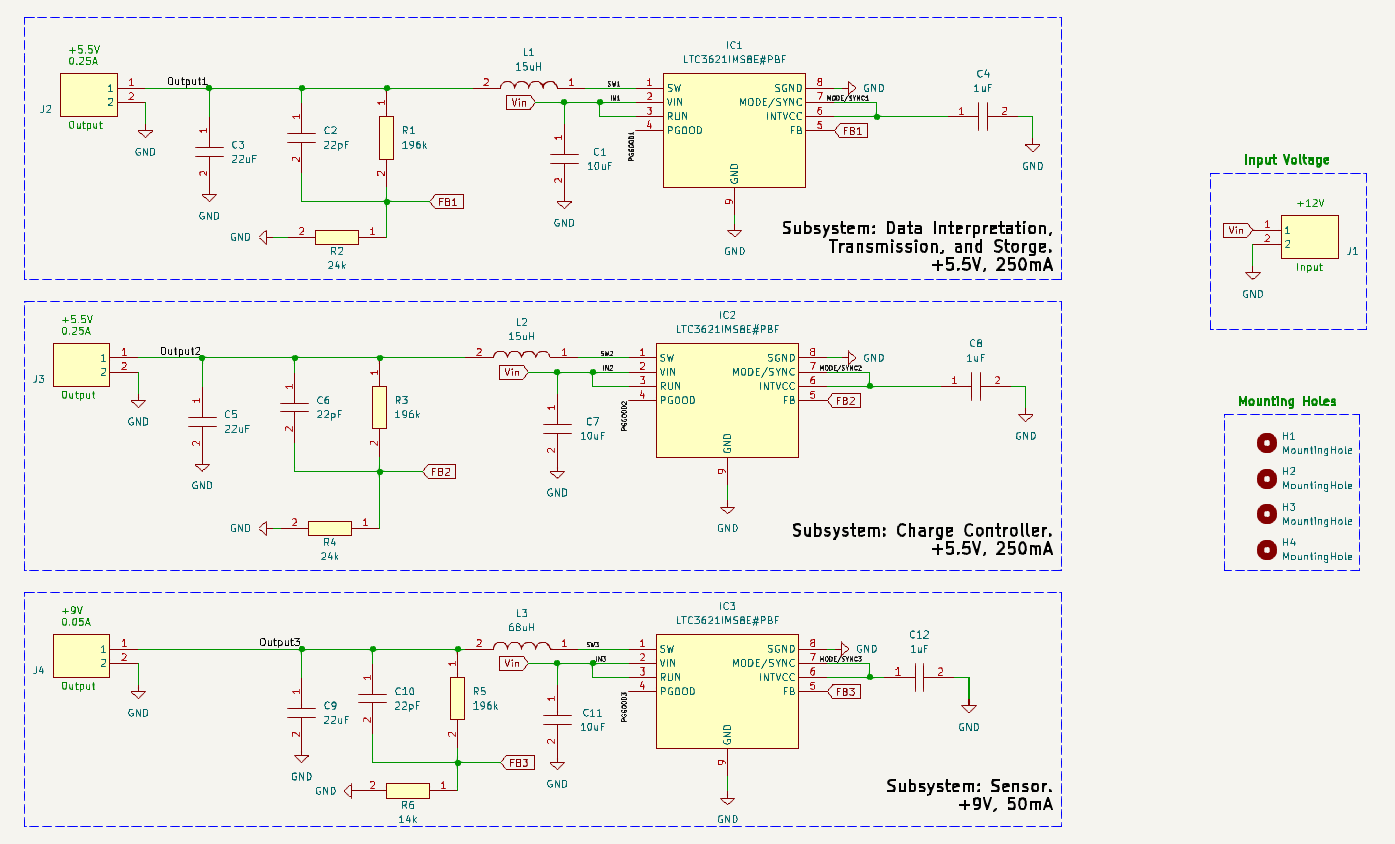 +5.5V
0.25A
J2
1
2
1
2
Output
GND
Output1
1
2
C3
22uF
GND
1
2
C2
22pF
1
2
R1
196k
FB1
GND
2
1
R2
24k
L1
15uH
2
1
SW1
Vin
IN1
1
2
C1
10uF
GND
PGOOD1
IC1
LTC3621IMS8E#PBF
1
2
3
4
SW
VIN
RUN
PGOOD
SGND
MODE/SYNC
INTVCC
FB
GND
8
7
6
5
9
GND
GND
MODE/SYNC1
FB1
C4
1uF
1
2
GND
Subsystem: Data Interpretation,
Transmission, and Storge.
+5.5V, 250mA
+5.5V
0.25A
J3
1
2
1
2
Output
GND
Output2
1
2
C5
22uF
GND
1
2
C6
22pF
1
2
R3
196k
FB2
GND
2
1
R4
24k
L2
15uH
2
1
SW2
Vin
IN2
1
2
C7
10uF
GND
PGOOD2
IC2
LTC3621IMS8E#PBF
1
2
3
4
SW
VIN
RUN
PGOOD
SGND
MODE/SYNC
INTVCC
FB
GND
8
7
6
5
9
GND
GND
MODE/SYNC2
FB2
C8
1uF
1
2
GND
Subsystem: Charge Controller.
+5.5V, 250mA
+9V
0.05A
J4
1
2
1
2
Output
GND
Output3
1
2
C9
22uF
GND
1
2
C10
22pF
1
2
R5
196k
FB3
GND
2
1
R6
14k
L3
68uH
2
1
SW3
Vin
IN3
1
2
C11
10uF
GND
PGOOD3
IC3
LTC3621IMS8E#PBF
1
2
3
4
SW
VIN
RUN
PGOOD
SGND
MODE/SYNC
INTVCC
FB
GND
8
7
6
5
9
GND
GND
MODE/SYNC3
FB3
C12
1uF
1
2
GND
Subsystem: Sensor.
+9V, 50mA
Input Voltage
+12V
Vin
1
2
1
2
J1
Input
GND
Mounting Holes
H1
MountingHole
H2
MountingHole
H3
MountingHole
H4
MountingHole